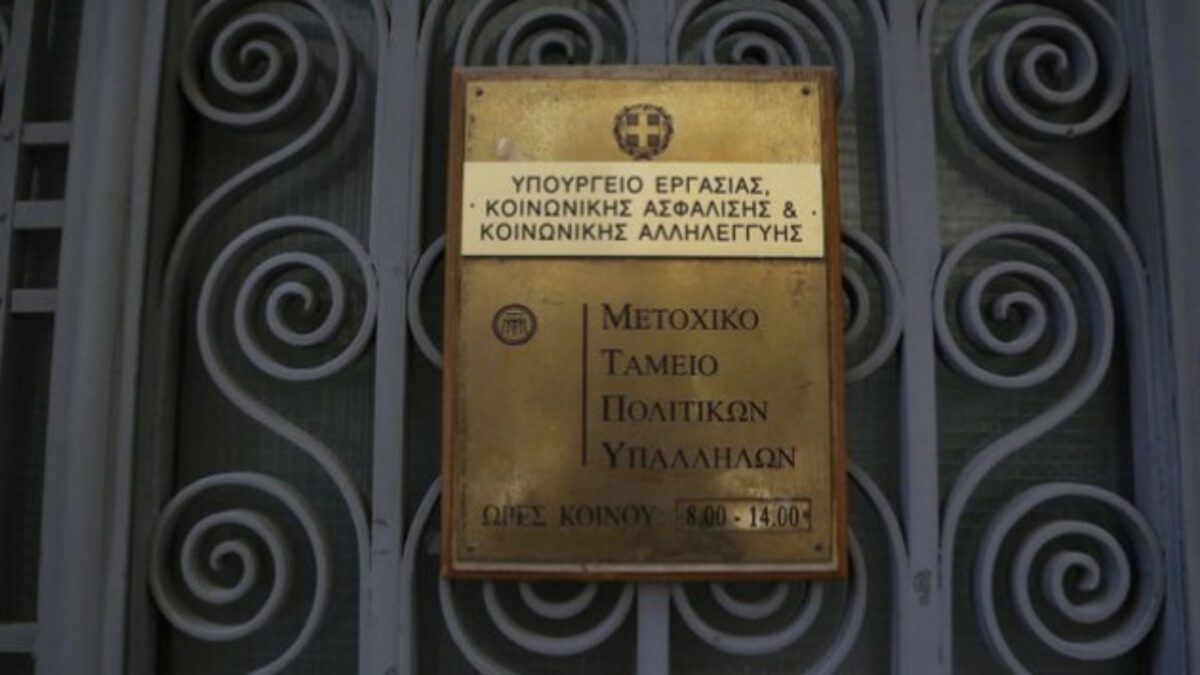 ΥΠΟΥΡΓΕΙΟ ΕΡΓΑΣΙΑΣ,
ΚΟΙΝΩΝΙΚΗΣ ΑΣΦΑΛΙΣΗΣ &
ΚΟΙΝΩΝΙΚΗΣ ΑΛΛΗΛΕΓΓΥΗΣ
ΜΕΤΟΧΙΚΟ
ΤΑΜΕΙΟ
ΠΟΛΙΤΙΚΩΝ
ΥΠΑΛΛΗΛΩΝ
ΩΡΕΣ ΚΟΙΝΟΥ: 8.00 - 14.00